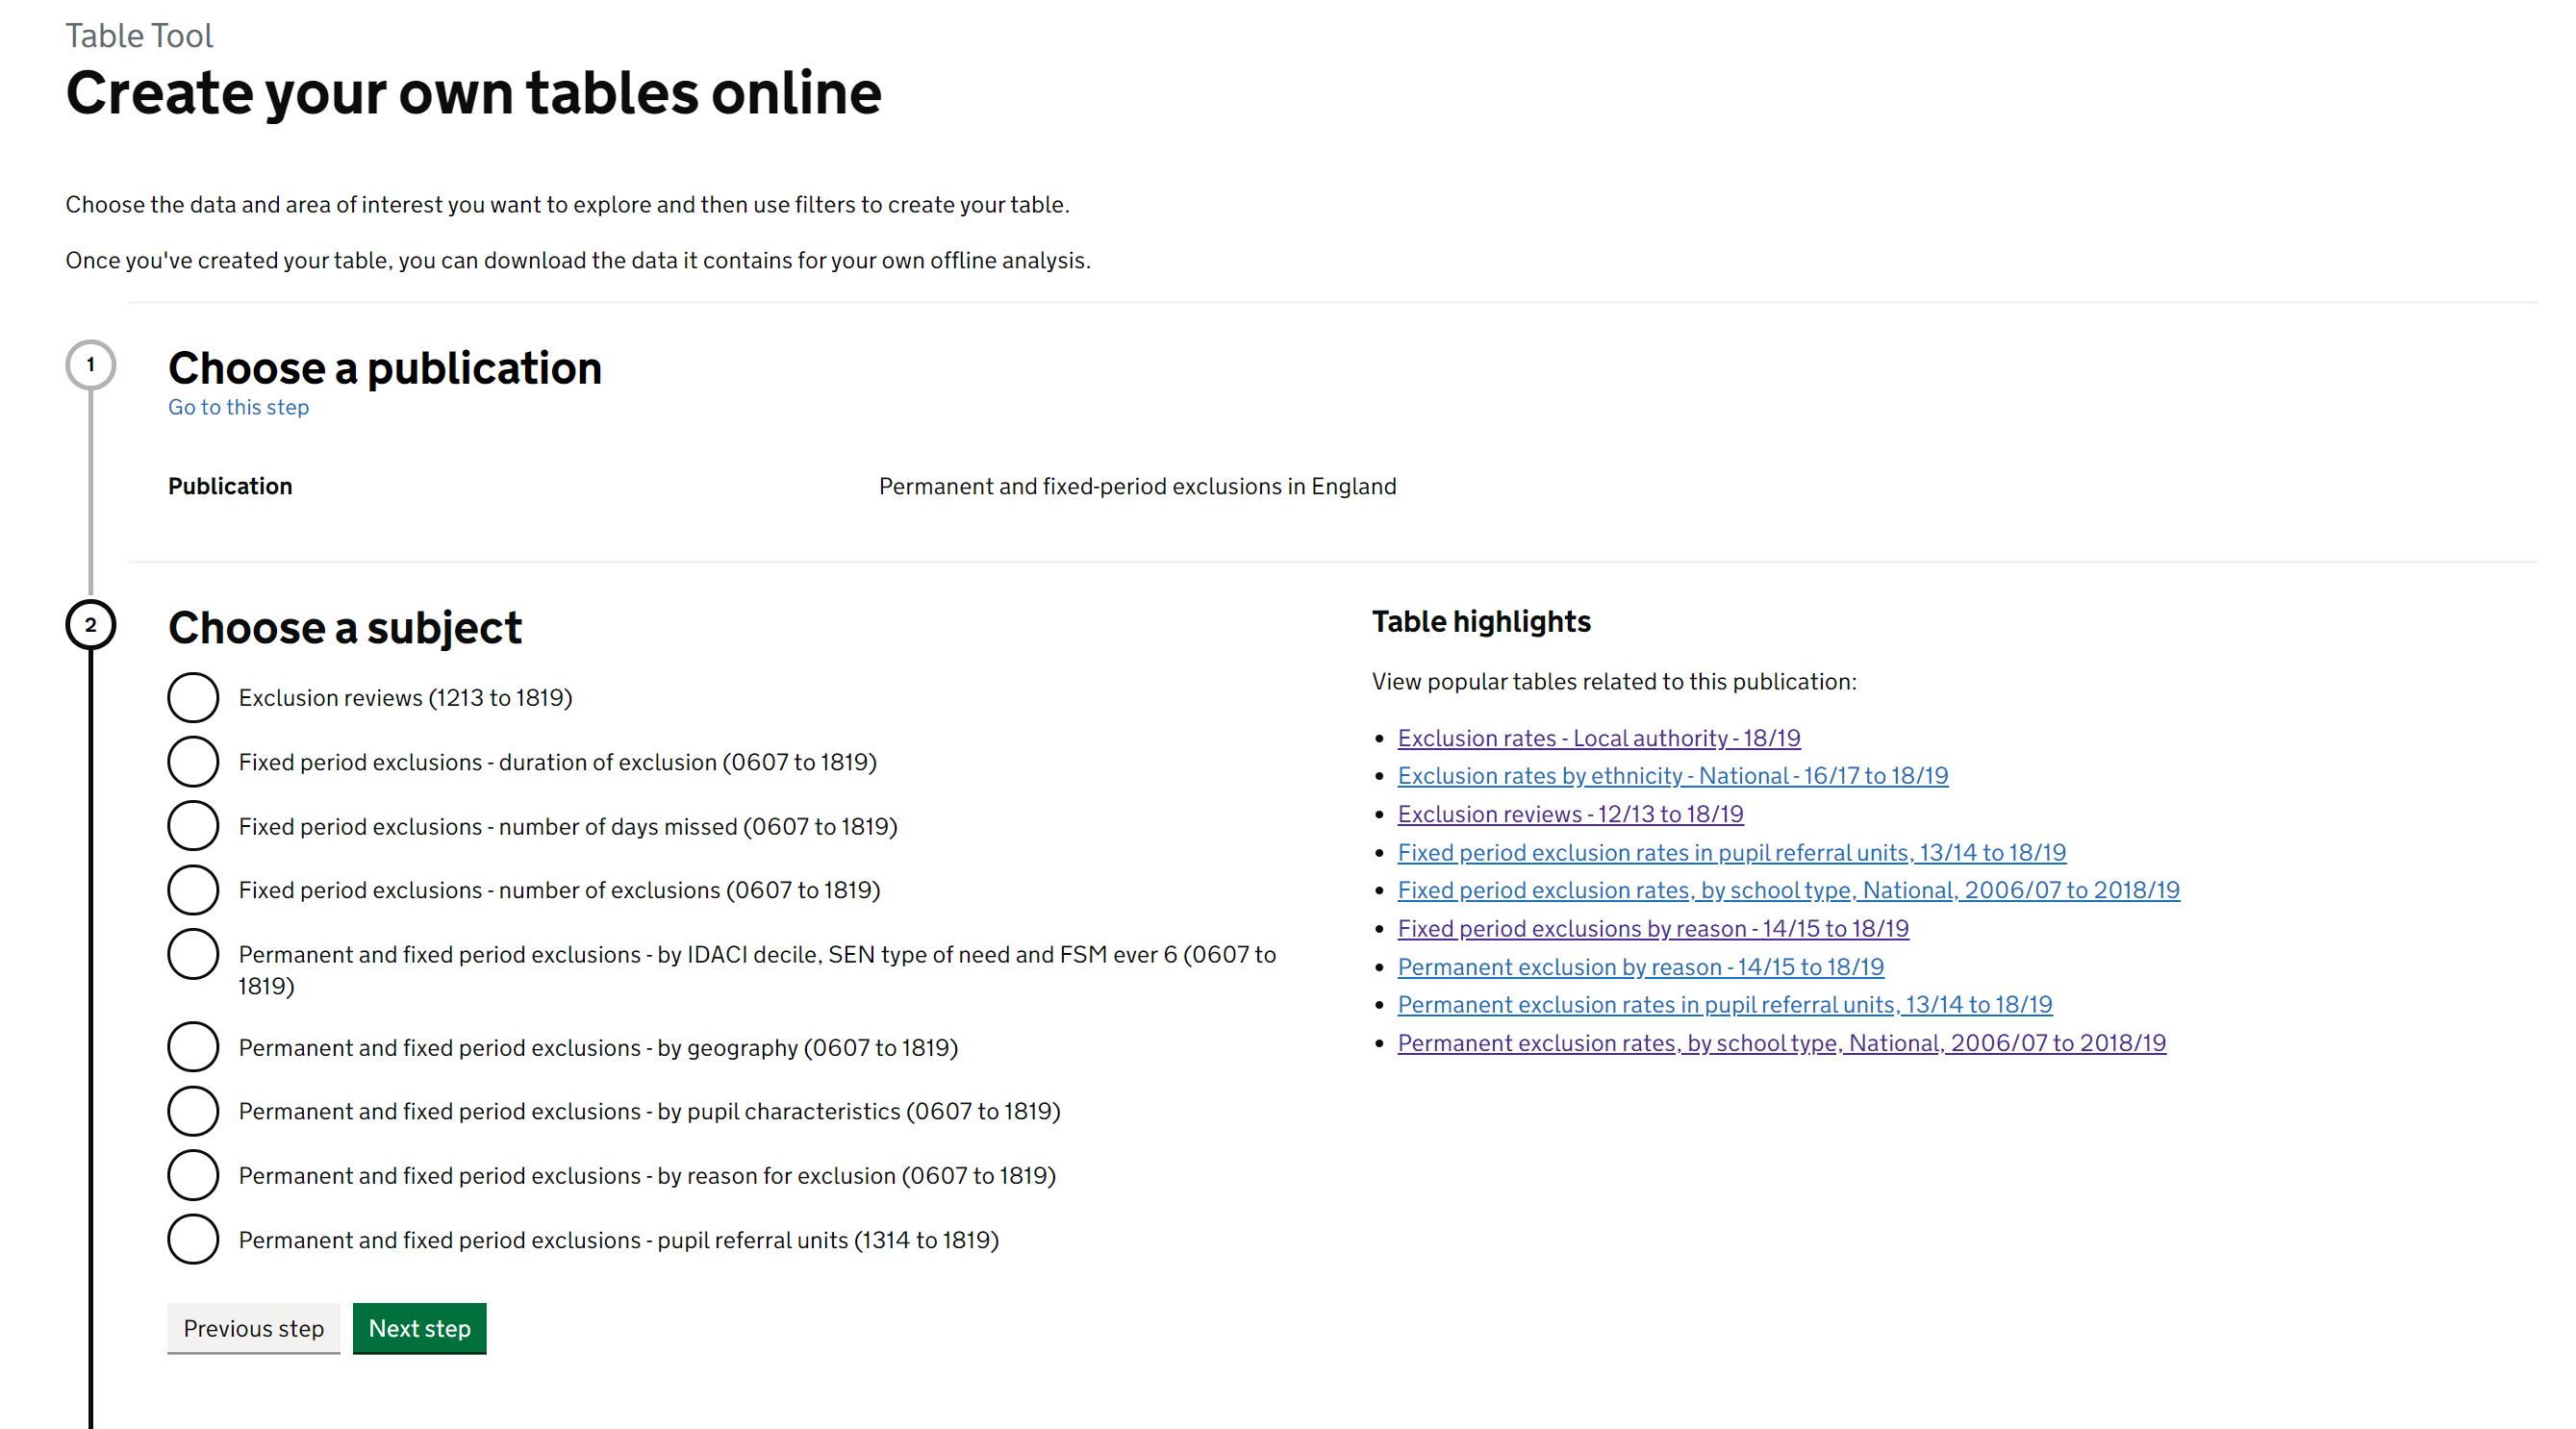 Table Tool
Create your own tables online
Choose the data and area of interest you want to explore and then use filters to create your table.
Once you've created your table, you can download the data it contains for your own offline analysis.
1
Choose a publication
Go to this step
Publication
Permanent and fixed-period exclusions in England
2
Choose a subject
Exclusion reviews (1213 to 1819)
Fixed period exclusions - duration of exclusion (0607 to 1819)
Fixed period exclusions - number of days missed (0607 to 1819)
Fixed period exclusions - number of exclusions (0607 to 1819)
Permanent and fixed period exclusions - by IDACI decile, SEN type of need and FSM ever 6 (0607 to
1819)
Permanent and fixed period exclusions - by geography (0607 to 1819)
Permanent and fixed period exclusions - by pupil characteristics (0607 to 1819)
Permanent and fixed period exclusions - by reason for exclusion (0607 to 1819)
Permanent and fixed period exclusions - pupil referral units (1314 to 1819)
Previous step
Next step
Table highlights
View popular tables related to this publication:
Exclusion rates - Local authority - 18/19
Exclusion rates by ethnicity - National - 16/17 to 18/19
Exclusion reviews - 12/13 to 18/19
Fixed period exclusion rates in pupil referral units, 13/14 to 18/19
Fixed period exclusion rates, by school type, National, 2006/07 to 2018/19
Fixed period exclusions by reason - 14/15 to 18/19
Permanent exclusion by reason - 14/15 to 18/19
Permanent exclusion rates in pupil referral units, 13/14 to 18/19
Permanent exclusion rates, by school type, National, 2006/07 to 2018/19